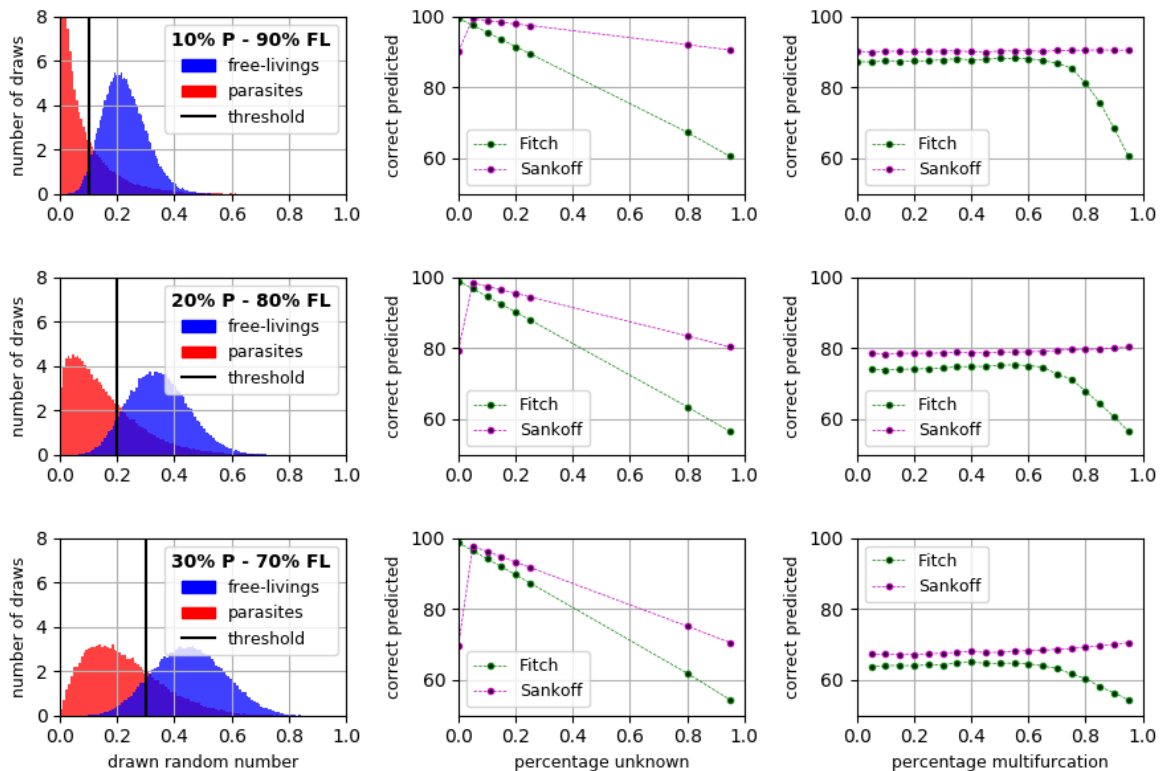 number of draws
8
6
4
2
0
0.0 0.2 0.4 0.6 0.8 1.0
10% P - 90% FL
free-livings
parasites
threshold
correct predicted
100
80
60
0.0 0.2 0.4 0.6 0.8 1.0
Fitch
Sankoff
correct predicted
100
80
60
0.0 0.2 0.4 0.6 0.8 1.0
Fitch
Sankoff
number of draws
8
6
4
2
0
0.0 0.2 0.4 0.6 0.8 1.0
20% P - 80% FL
free-livings
parasites
threshold
correct predicted
100
80
60
0.0 0.2 0.4 0.6 0.8 1.0
Fitch
Sankoff
correct predicted
100
80
60
0.0 0.2 0.4 0.6 0.8 1.0
Fitch
Sankoff
number of draws
8
6
4
2
0
0.0 0.2 0.4 0.6 0.8 1.0
drawn random number
30% P - 70% FL
free-livings
parasites
threshold
correct predicted
100
80
60
0.0 0.2 0.4 0.6 0.8 1.0
percentage unknown
Fitch
Sankoff
correct predicted
100
80
60
0.0 0.2 0.4 0.6 0.8 1.0
percentage multifurcation
Fitch
Sankoff